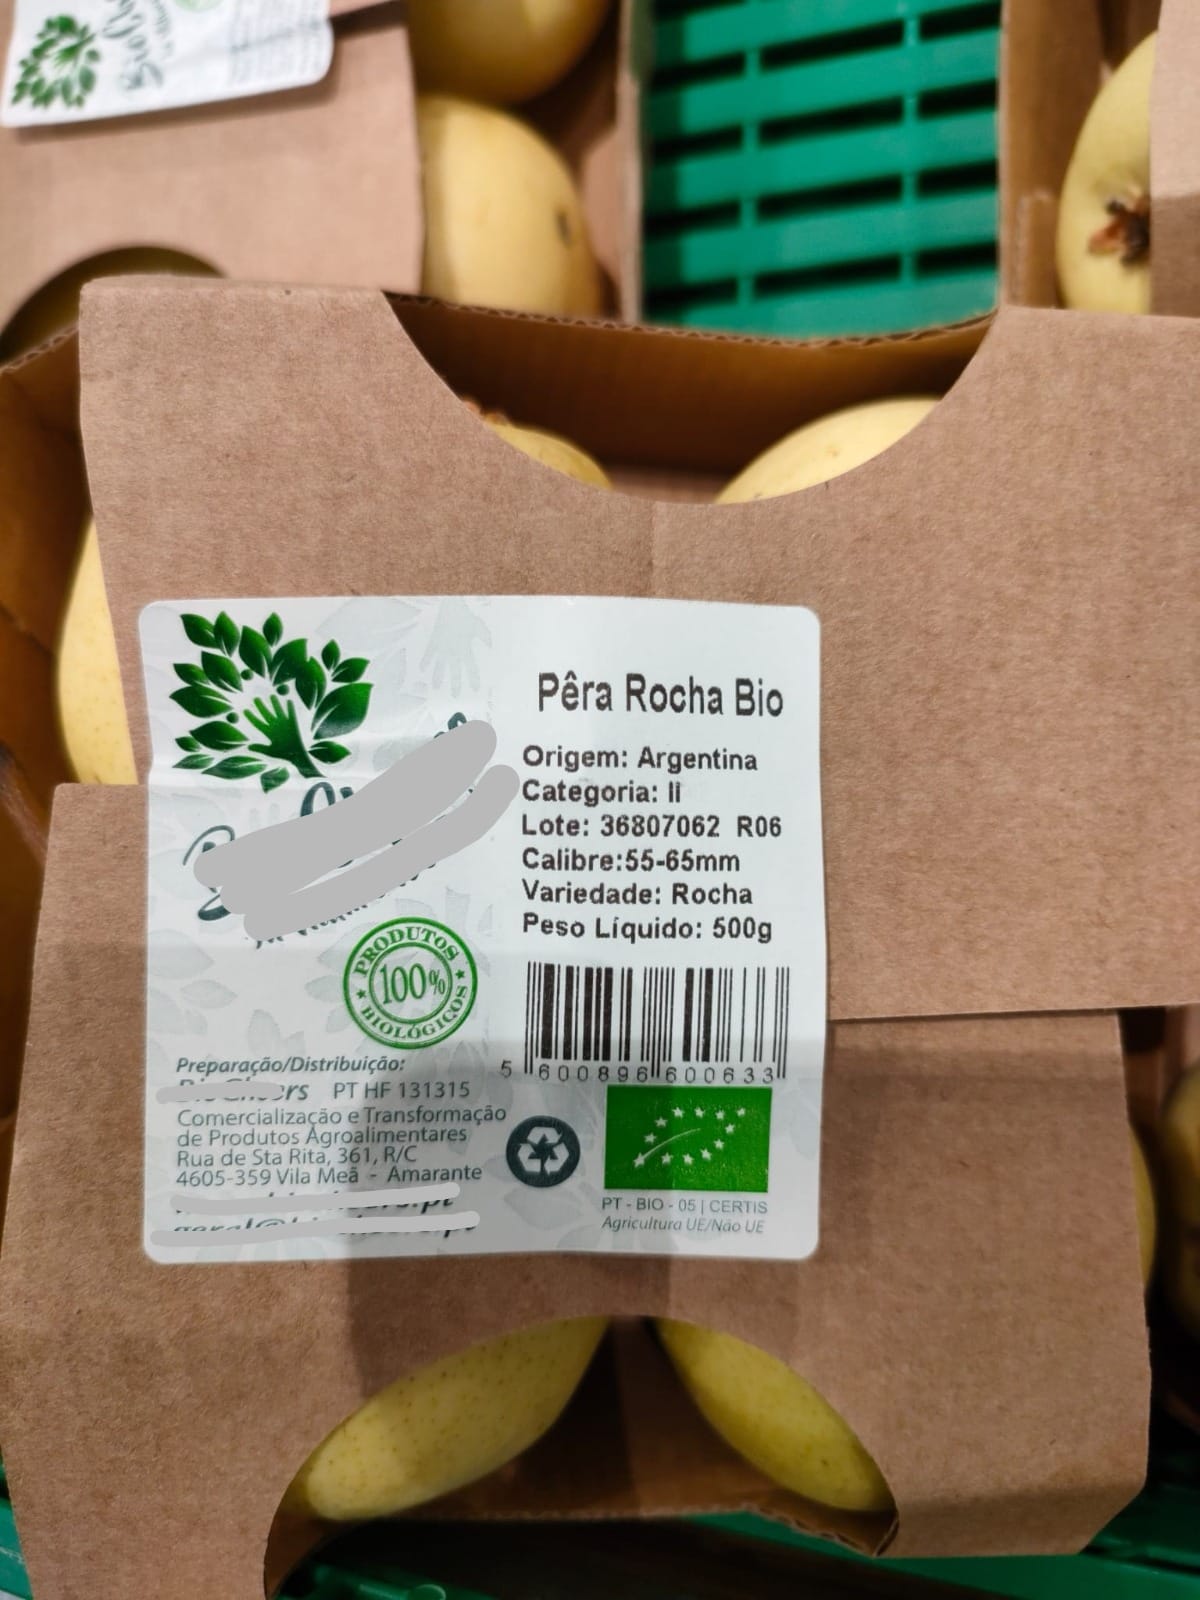 Pêra Rocha Bio
Origem: Argentina
Categoria: II
Lote: 36807062 R06
Calibre:55-65mm
Variedade: Rocha
Peso Líquido: 500g
PRODUTOS
100%
BIOLÓGICOS
5 600896 600633
Preparação/Distribuição:
PT HF 131315
Comercialização e Transformação
de Produtos Agroalimentares
Rua de Sta Rita, 361, R/C
4605-359 Vila Meã - Amarante
PT - BIO - 05 | CERTIS
Agricultura UE/Não UE